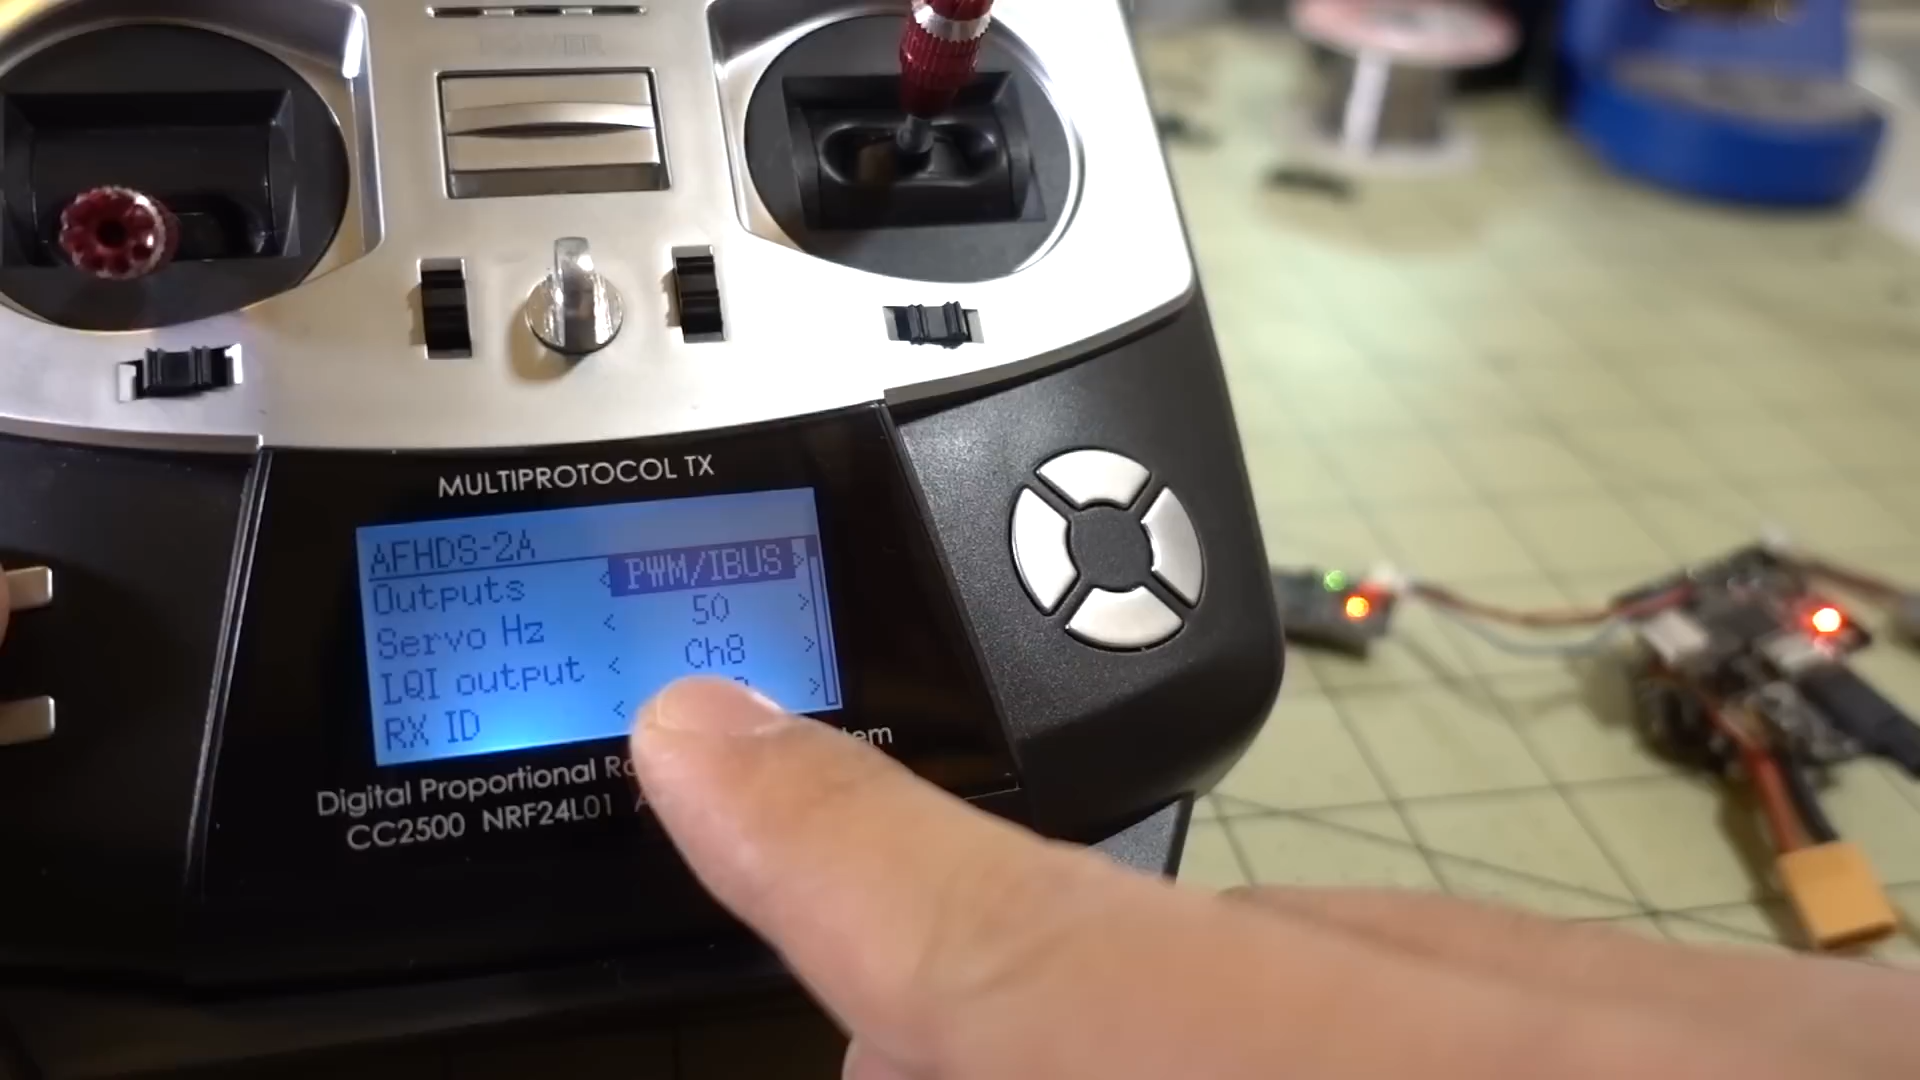 POWER
MULTIPROTOCOL TX
AFHDS-2A
Outputs < PWM/IBUS >
Servo Hz < 50 >
LQI output < Ch8 >
RX ID < >
Digital Proportional
CC2500 NRF24L01